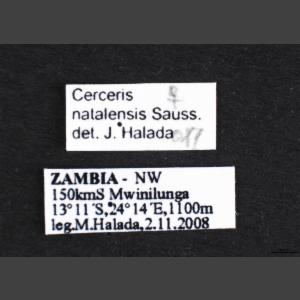 Cerceris ♀
natalensis Sauss.
det. J. Halada
ZAMBIA - NW
150kmS Mwinilunga
13°11´S,24°14´E,1100m
leg.M.Halada,2.11.2008